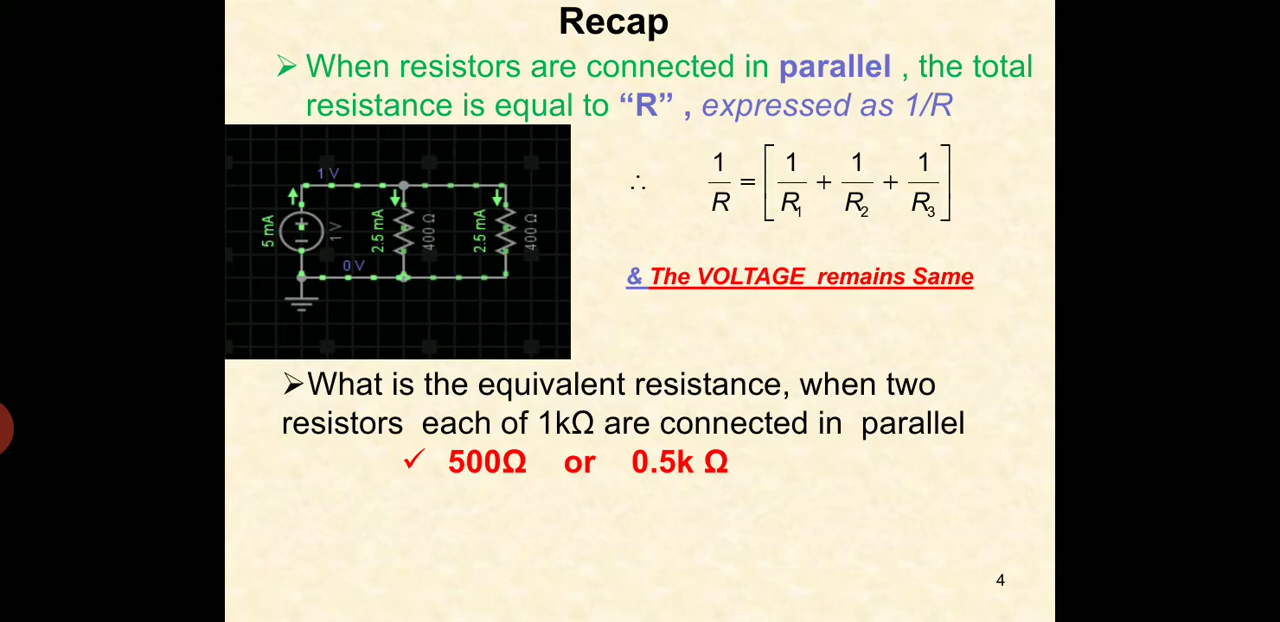 Recap
➢ When resistors are connected in parallel , the total
resistance is equal to “R” , expressed as 1/R
1 V
5 mA
1 V
2.5 mA
400 Ω
2.5 mA
400 Ω
0 V
∴ 1/R = [1/R₁ + 1/R₂ + 1/R₃]
& The VOLTAGE remains Same
➢What is the equivalent resistance, when two
resistors each of 1kΩ are connected in parallel
✓ 500Ω or 0.5k Ω
4